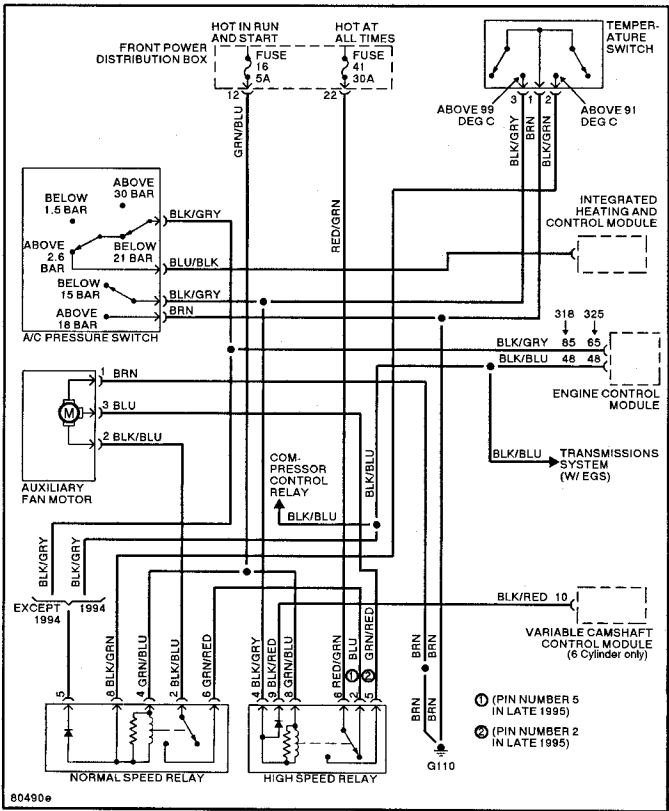 HOT IN RUN
AND START
HOT AT
ALL TIMES
TEMPER-
ATURE
SWITCH
FRONT POWER
DISTRIBUTION BOX
FUSE
16
5A
FUSE
41
30A
12
22
ABOVE 99
DEG C
3 1 2
ABOVE 91
DEG C
GRN/BLU
RED/GRN
BLK/GRY
BRN
BLK/GRN
ABOVE
30 BAR
BELOW
1.5 BAR
BLK/GRY
ABOVE
2.6
BAR
BELOW
21 BAR
BLU/BLK
INTEGRATED
HEATING AND
CONTROL MODULE
BELOW
15 BAR
BLK/GRY
ABOVE
18 BAR
BRN
A/C PRESSURE SWITCH
318 325
BLK/GRY 85 65
BLK/BLU 48 48
ENGINE CONTROL
MODULE
1 BRN
M
3 BLU
2 BLK/BLU
AUXILIARY
FAN MOTOR
COM-
PRESSOR
CONTROL
RELAY
BLK/BLU
BLK/BLU
BLK/BLU
TRANSMISSIONS
SYSTEM
(W/ EGS)
BLK/GRY
BLK/GRY
EXCEPT
1994
1994
BLK/RED 10
VARIABLE CAMSHAFT
CONTROL MODULE
(6 Cylinder only)
5
8 BLK/GRN
4 GRN/BLU
2 BLK/BLU
6 GRN/RED
4 BLK/GRY
9 BLK/RED
8 GRN/BLU
6 RED/GRN
2 BLU
1
5 GRN/RED
2
BRN
BRN
BRN
BRN
1 (PIN NUMBER 5
IN LATE 1995)
2 (PIN NUMBER 2
IN LATE 1995)
G110
NORMAL SPEED RELAY
HIGH SPEED RELAY
80490e